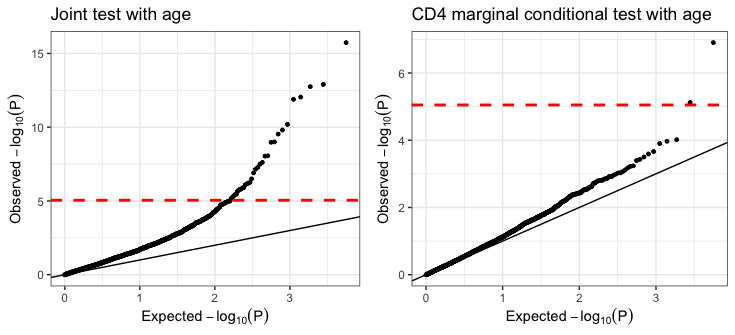 Joint test with age
CD4 marginal conditional test with age
Observed −log10(P)
15
10
5
0
0
1
2
3
Expected −log10(P)
Observed −log10(P)
6
4
2
0
0
1
2
3
Expected −log10(P)